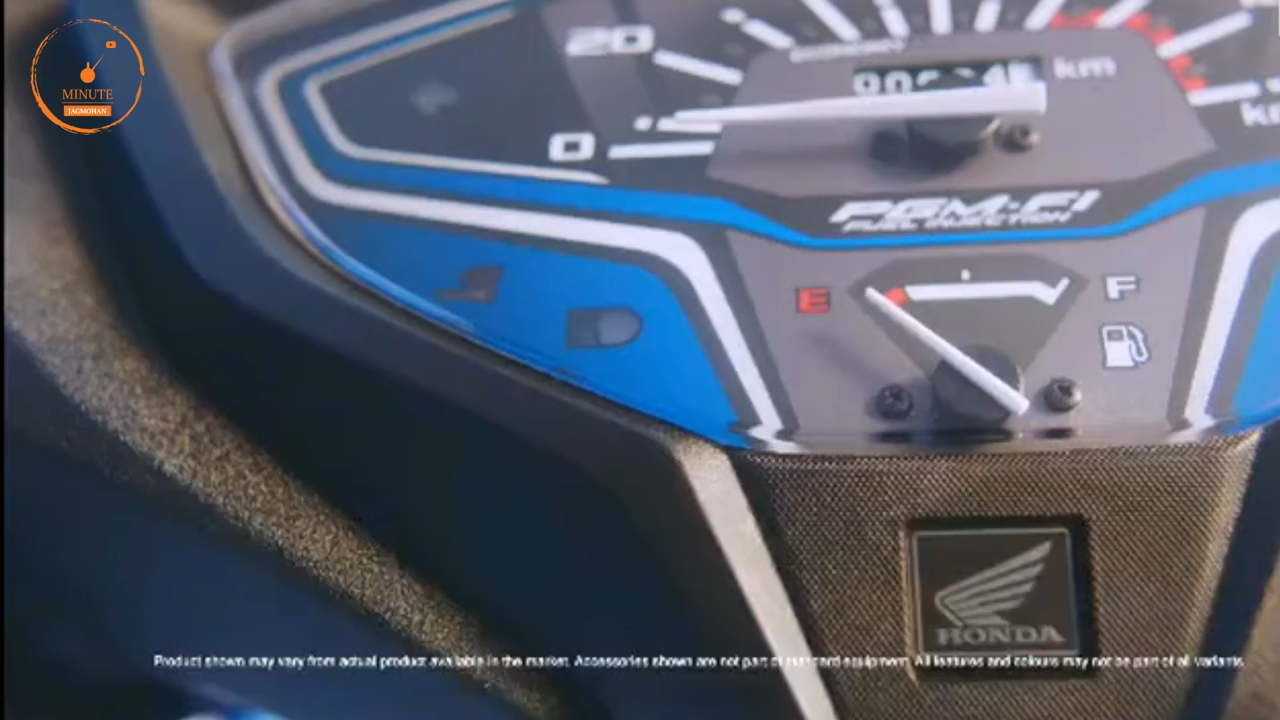 MINUTE
JAGMOHAN
20
0
km
PGM-FI
FUEL INJECTION
E
F
HONDA
Product shown may vary from actual product available in the market. Accessories shown are not part of standard equipment. All features and colours may not be part of all variants.